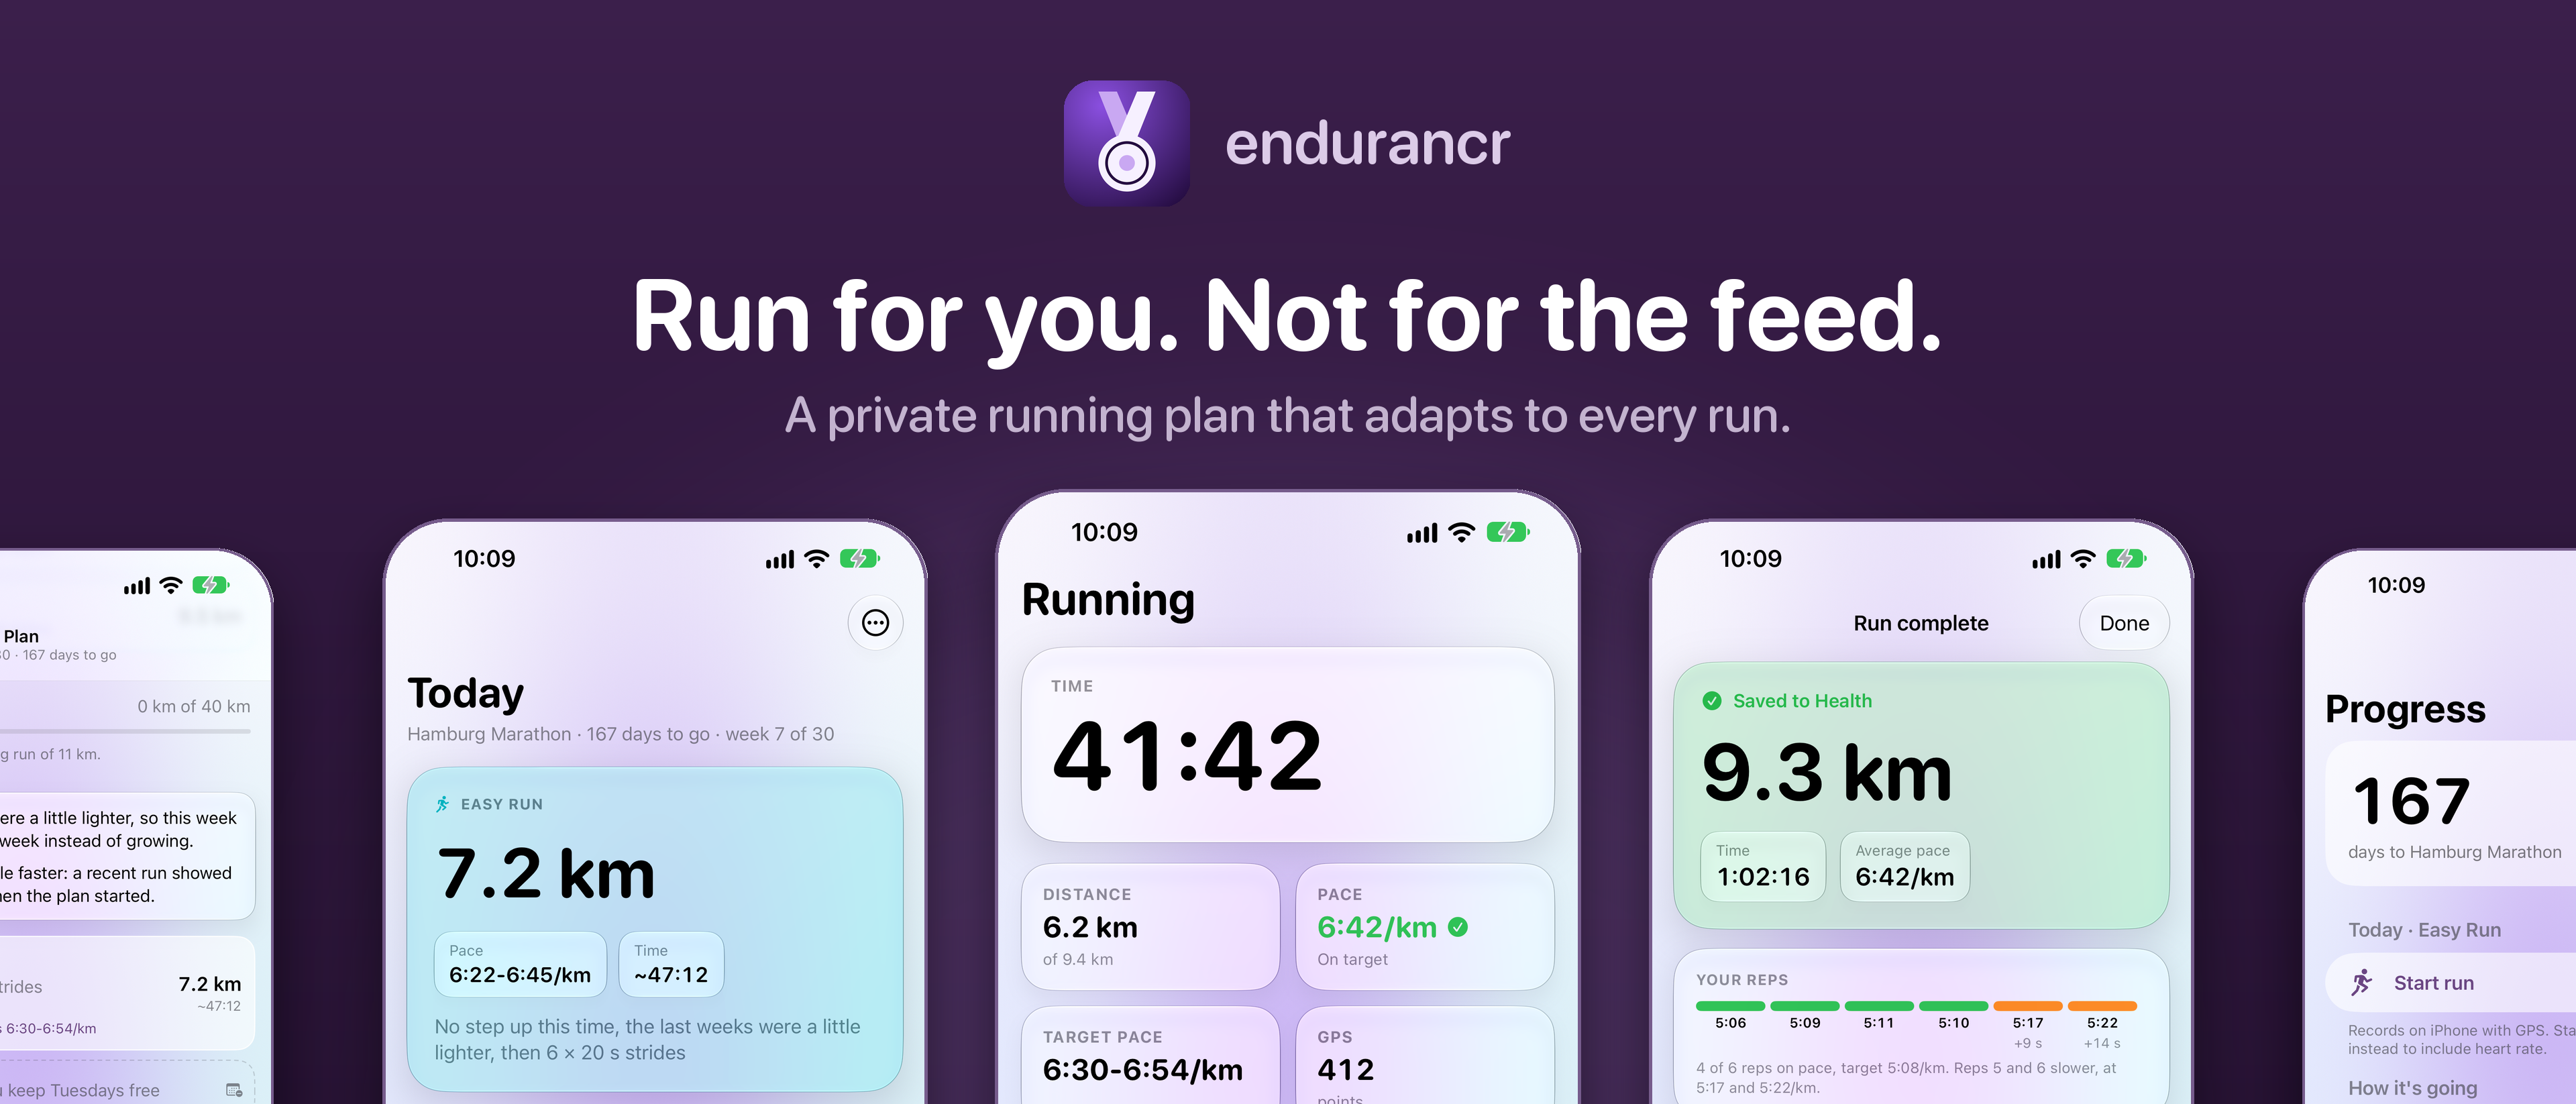 endurancr
Run for you. Not for the feed.
A private running plan that adapts to every run.
Plan
0 · 167 days to go
0 km of 40 km
g run of 11 km.
ere a little lighter, so this week
week instead of growing.
le faster: a recent run showed
en the plan started.
trides
7.2 km
~47:12
s 6:30-6:54/km
u keep Tuesdays free
10:09
Today
Hamburg Marathon · 167 days to go · week 7 of 30
EASY RUN
7.2 km
Pace
6:22-6:45/km
Time
~47:12
No step up this time, the last weeks were a little
lighter, then 6 × 20 s strides
10:09
Running
TIME
41:42
DISTANCE
6.2 km
of 9.4 km
PACE
6:42/km
On target
TARGET PACE
6:30-6:54/km
GPS
412
points
10:09
Run complete
Done
Saved to Health
9.3 km
Time
1:02:16
Average pace
6:42/km
YOUR REPS
5:06 5:09 5:11 5:10 5:17 5:22
+9 s +14 s
4 of 6 reps on pace, target 5:08/km. Reps 5 and 6 slower, at
5:17 and 5:22/km.
10:09
Progress
167
days to Hamburg Marathon
Today · Easy Run
Start run
Records on iPhone with GPS. Sta
instead to include heart rate.
How it's going